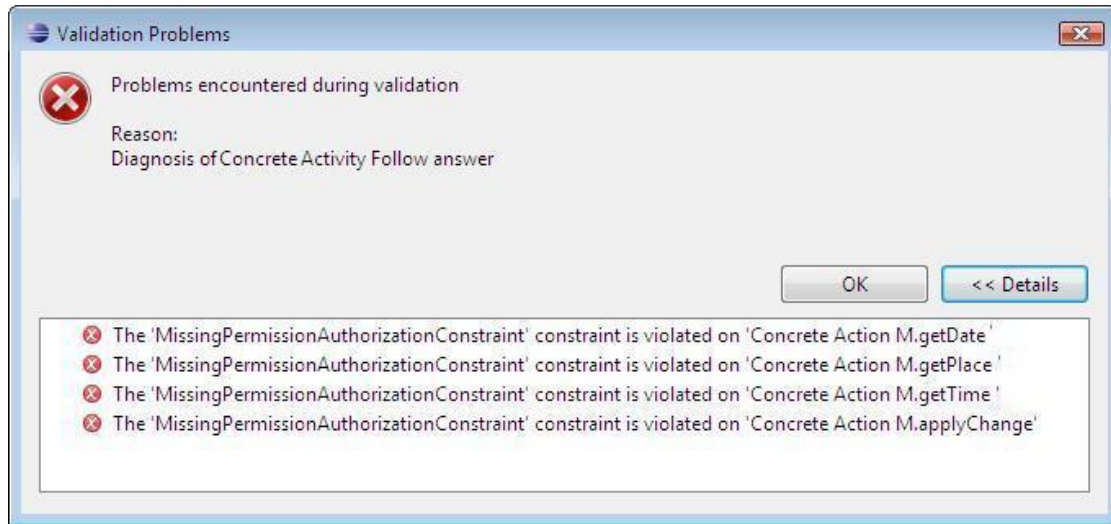 Validation Problems
Problems encountered during validation
Reason:
Diagnosis of Concrete Activity Follow answer
OK
<< Details
The 'MissingPermissionAuthorizationConstraint' constraint is violated on 'Concrete Action M.getDate '
The 'MissingPermissionAuthorizationConstraint' constraint is violated on 'Concrete Action M.getPlace '
The 'MissingPermissionAuthorizationConstraint' constraint is violated on 'Concrete Action M.getTime '
The 'MissingPermissionAuthorizationConstraint' constraint is violated on 'Concrete Action M.applyChange'